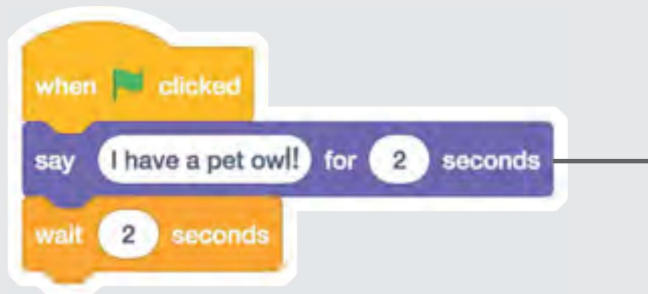 when clicked
say I have a pet owl! for 2 seconds
wait 2 seconds